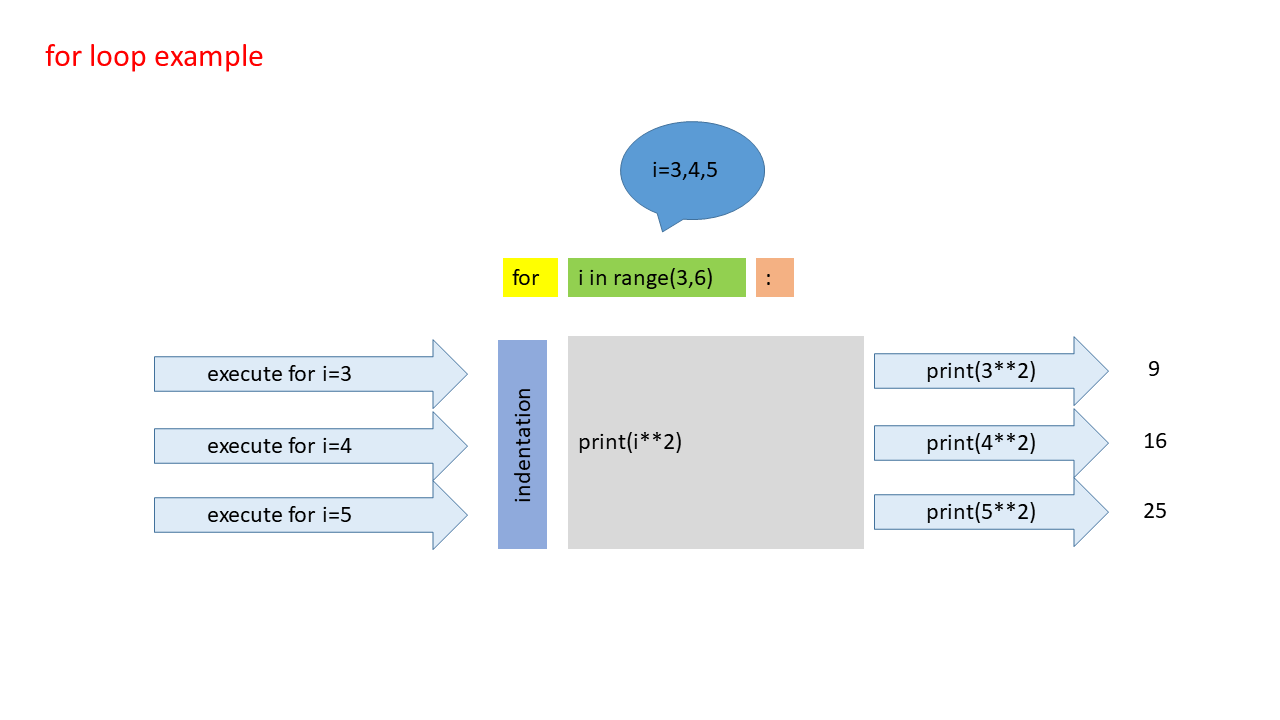 for loop example
i=3,4,5
for i in range(3,6) :
execute for i=3
execute for i=4
execute for i=5
indentation
print(i**2)
print(3**2) 9
print(4**2) 16
print(5**2) 25